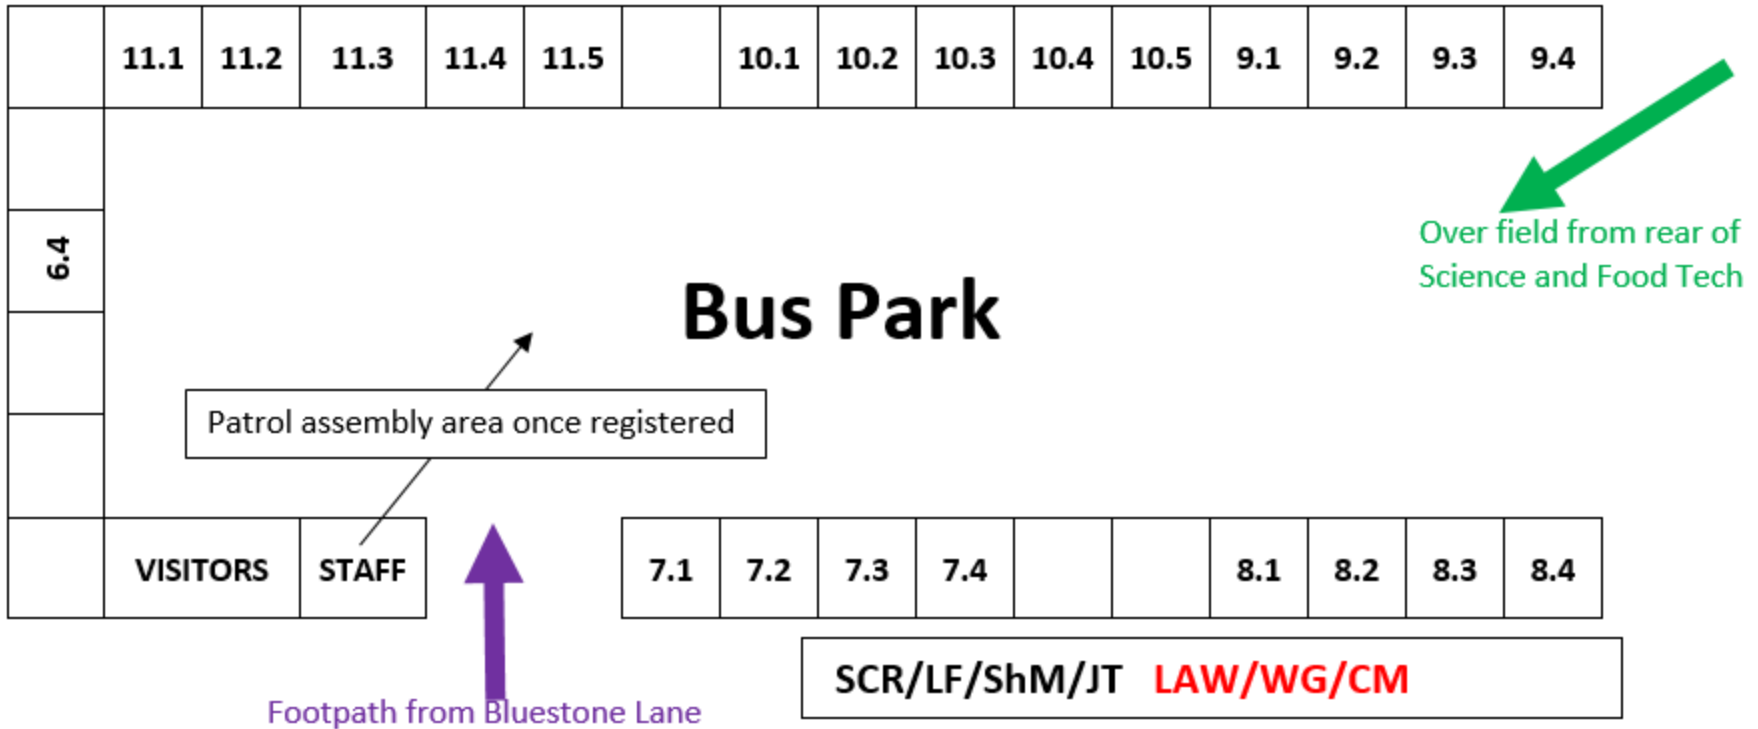 11.1 11.2 11.3 11.4 11.5 10.1 10.2 10.3 10.4 10.5 9.1 9.2 9.3 9.4
Over field from rear of
Science and Food Tech
6.4
Bus Park
Patrol assembly area once registered
VISITORS STAFF 7.1 7.2 7.3 7.4 8.1 8.2 8.3 8.4
SCR/LF/ShM/JT LAW/WG/CM
Footpath from Bluestone Lane